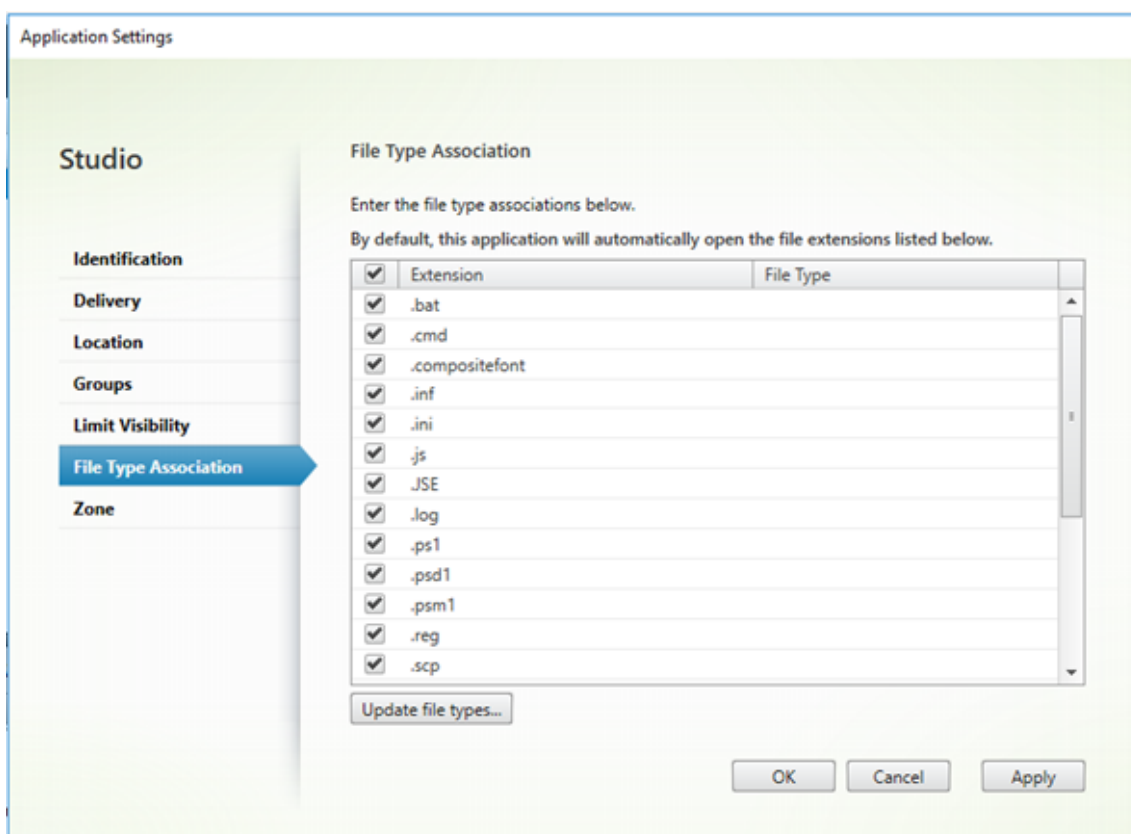 Application Settings
Studio
Identification
Delivery
Location
Groups
Limit Visibility
File Type Association
Zone
File Type Association
Enter the file type associations below.
By default, this application will automatically open the file extensions listed below.
Extension File Type
.bat
.cmd
.compositefont
.inf
.ini
.js
.JSE
.log
.ps1
.psd1
.psm1
.reg
.scp
Update file types...
OK Cancel Apply